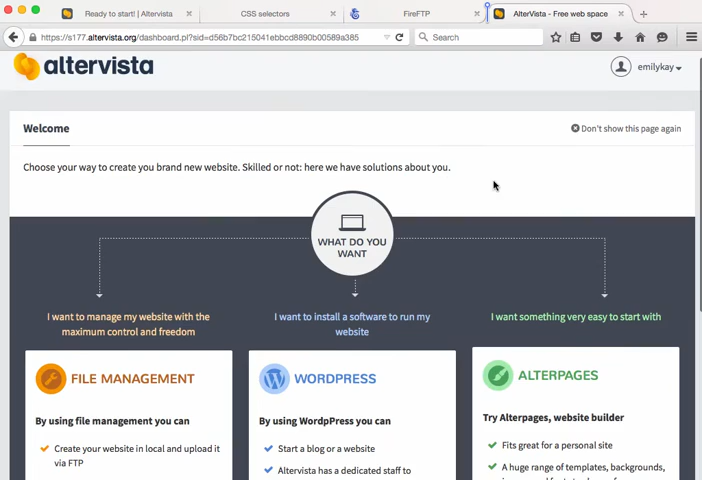 Ready to start! | Altervista
CSS selectors
FireFTP
AlterVista - Free web space
https://s177.altervista.org/dashboard.pl?sid=d56b7bc215041ebbcd8890b00589a385
Search
altervista
emilykay
Welcome
Don't show this page again
Choose your way to create you brand new website. Skilled or not: here we have solutions about you.
WHAT DO YOU
WANT
I want to manage my website with the
maximum control and freedom
I want to install a software to run my
website
I want something very easy to start with
FILE MANAGEMENT
WORDPRESS
ALTERPAGES
By using file management you can
By using WordPPress you can
Try Alterpages, website builder
Create your website in local and upload it
via FTP
Start a blog or a website
Altervista has a dedicated staff to
Fits great for a personal site
A huge range of templates, backgrounds,